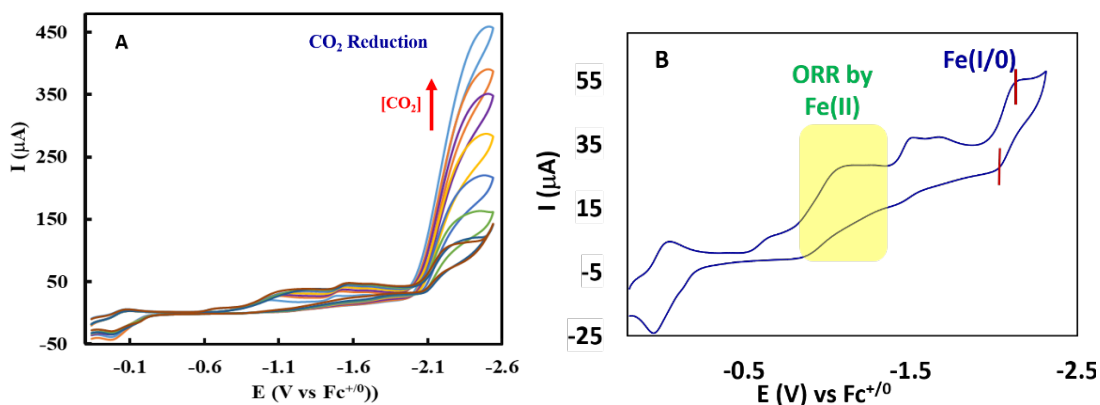 A
CO₂ Reduction
[CO₂]
I (μA)
450
350
250
150
50
-50
-0.1
-0.6
-1.1
-1.6
-2.1
-2.6
E (V vs Fc⁺/⁰))
B
ORR by
Fe(II)
Fe(I/0)
I (μA)
55
35
15
-5
-25
-0.5
-1.5
-2.5
E (V) vs Fc⁺/⁰